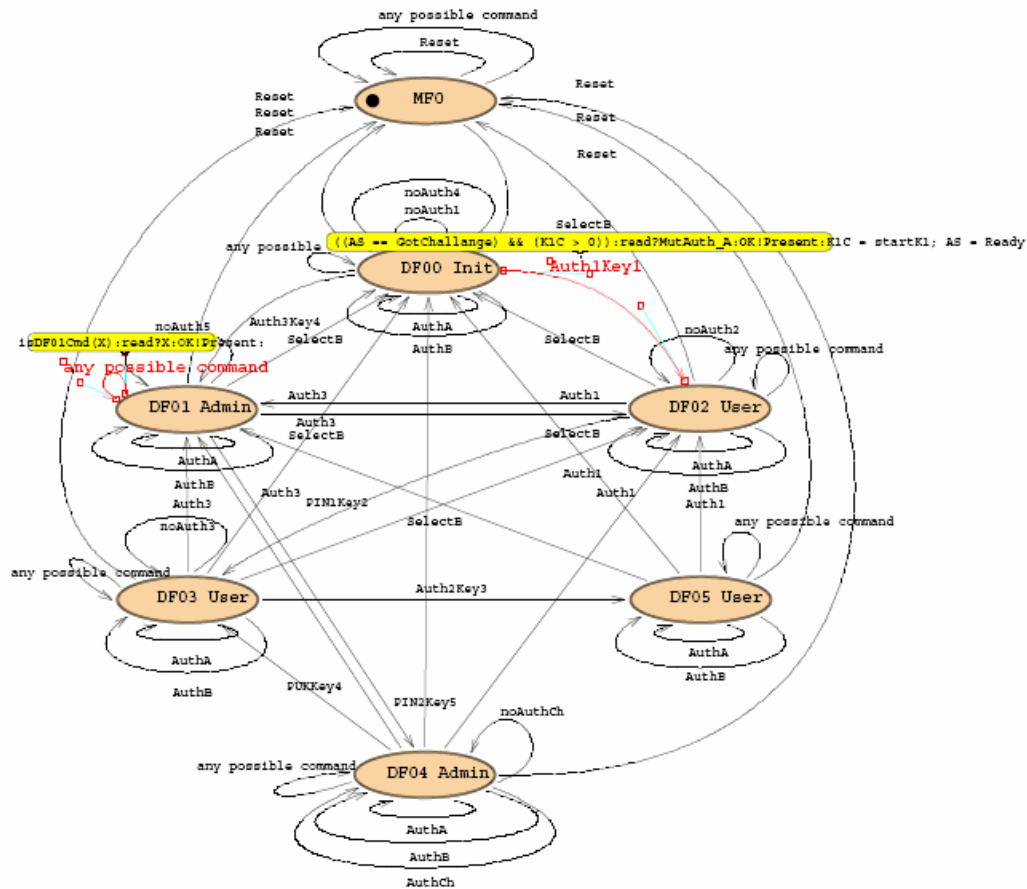 any possible command
Reset
MF0
Reset
Reset
Reset
Reset
Reset
Reset
noAuth4
noAuth1
SelectB
((AS == GotChallange) && (K1C > 0)):read?MutAuth_A:OK!Present:K1C = startK1; AS = Ready
any possible
DF00 Init
Auth1Key1
AuthA
AuthB
Auth3Key4
noAuth5
isDF01Cmd(X):read?X:OK!Present:
any possible command
SelectB
SelectB
noAuth2
any possible command
DF01 Admin
Auth3
Auth1
DF02 User
Auth3
SelectB
SelectB
AuthA
AuthB
AuthA
AuthB
Auth3
Auth3
PIN1Key2
Auth1
Auth1
Auth1
noAuth3
SelectB
any possible command
any possible command
DF03 User
Auth2Key3
DF05 User
AuthA
AuthB
AuthA
AuthB
PUKKey4
PIN2Key5
noAuthCh
any possible command
DF04 Admin
AuthA
AuthB
AuthCh